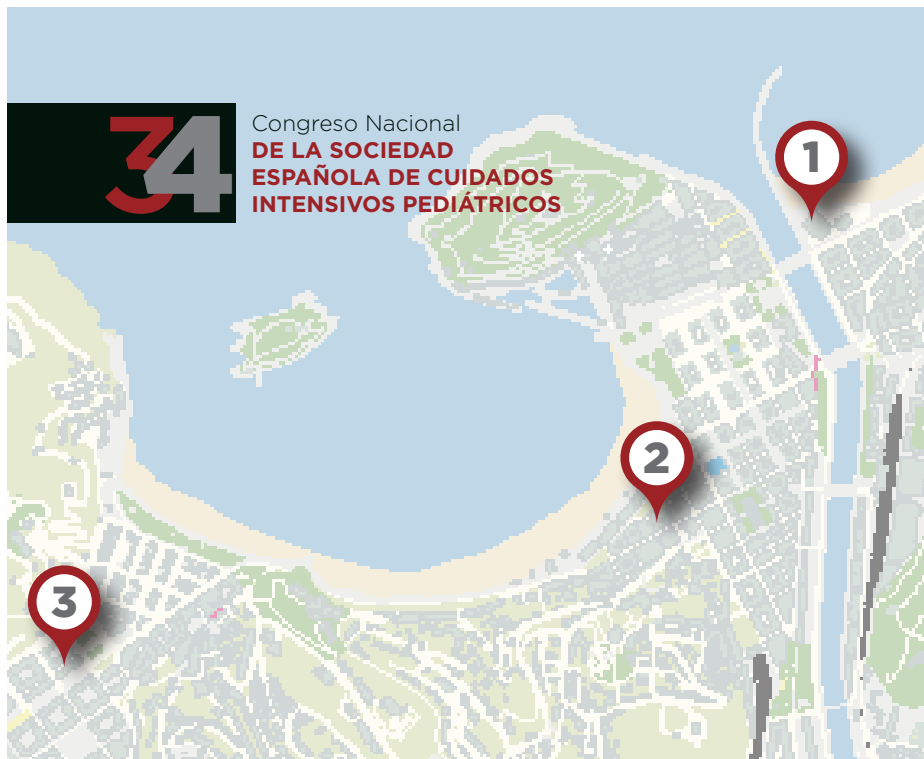 34
Congreso Nacional
DE LA SOCIEDAD
ESPAÑOLA DE CUIDADOS
INTENSIVOS PEDIÁTRICOS
1
2
3